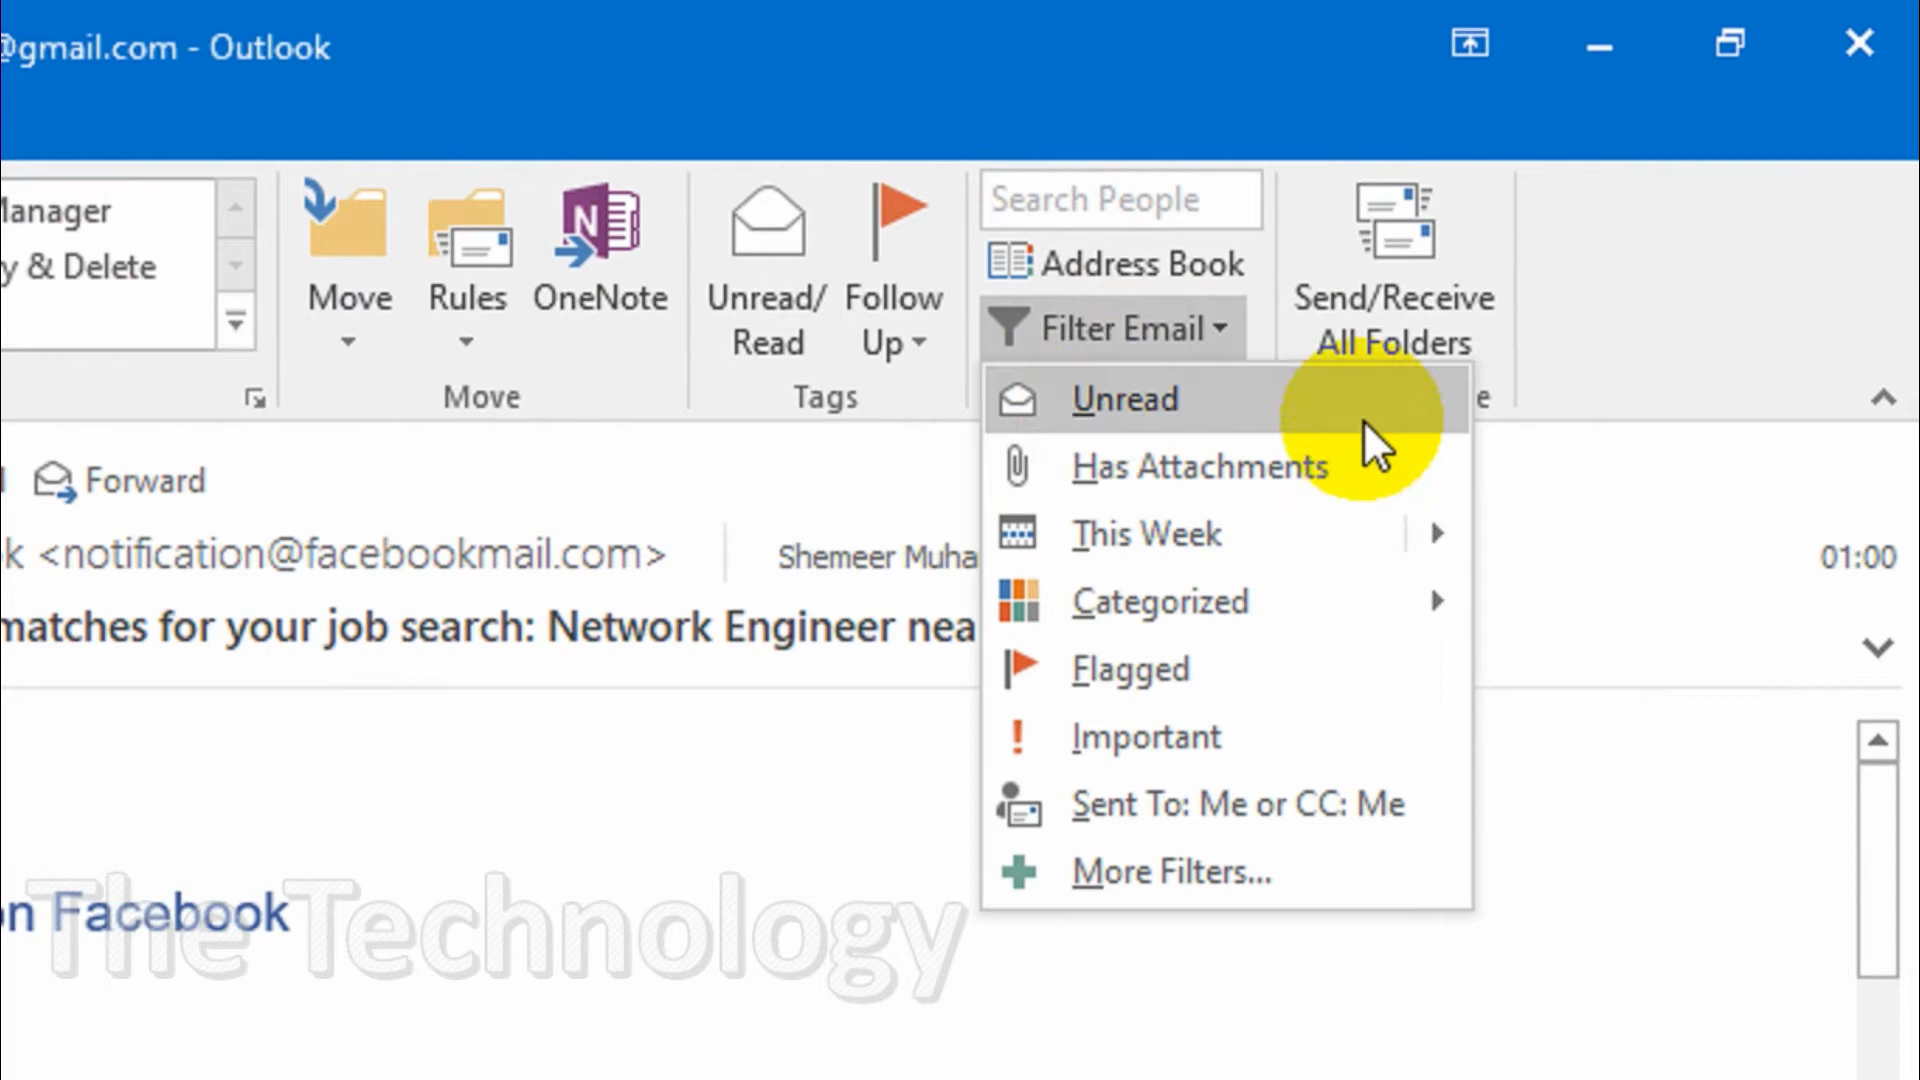 @gmail.com - Outlook
Manager
y & Delete
Move
Rules
OneNote
Move
Unread/
Read
Follow
Up
Tags
Search People
Address Book
Filter Email
Send/Receive
All Folders
e
Unread
Has Attachments
This Week
Categorized
Flagged
Important
Sent To: Me or CC: Me
More Filters...
Forward
k <notification@facebookmail.com>
Shemeer Muha
01:00
matches for your job search: Network Engineer nea
on Facebook
The Technology